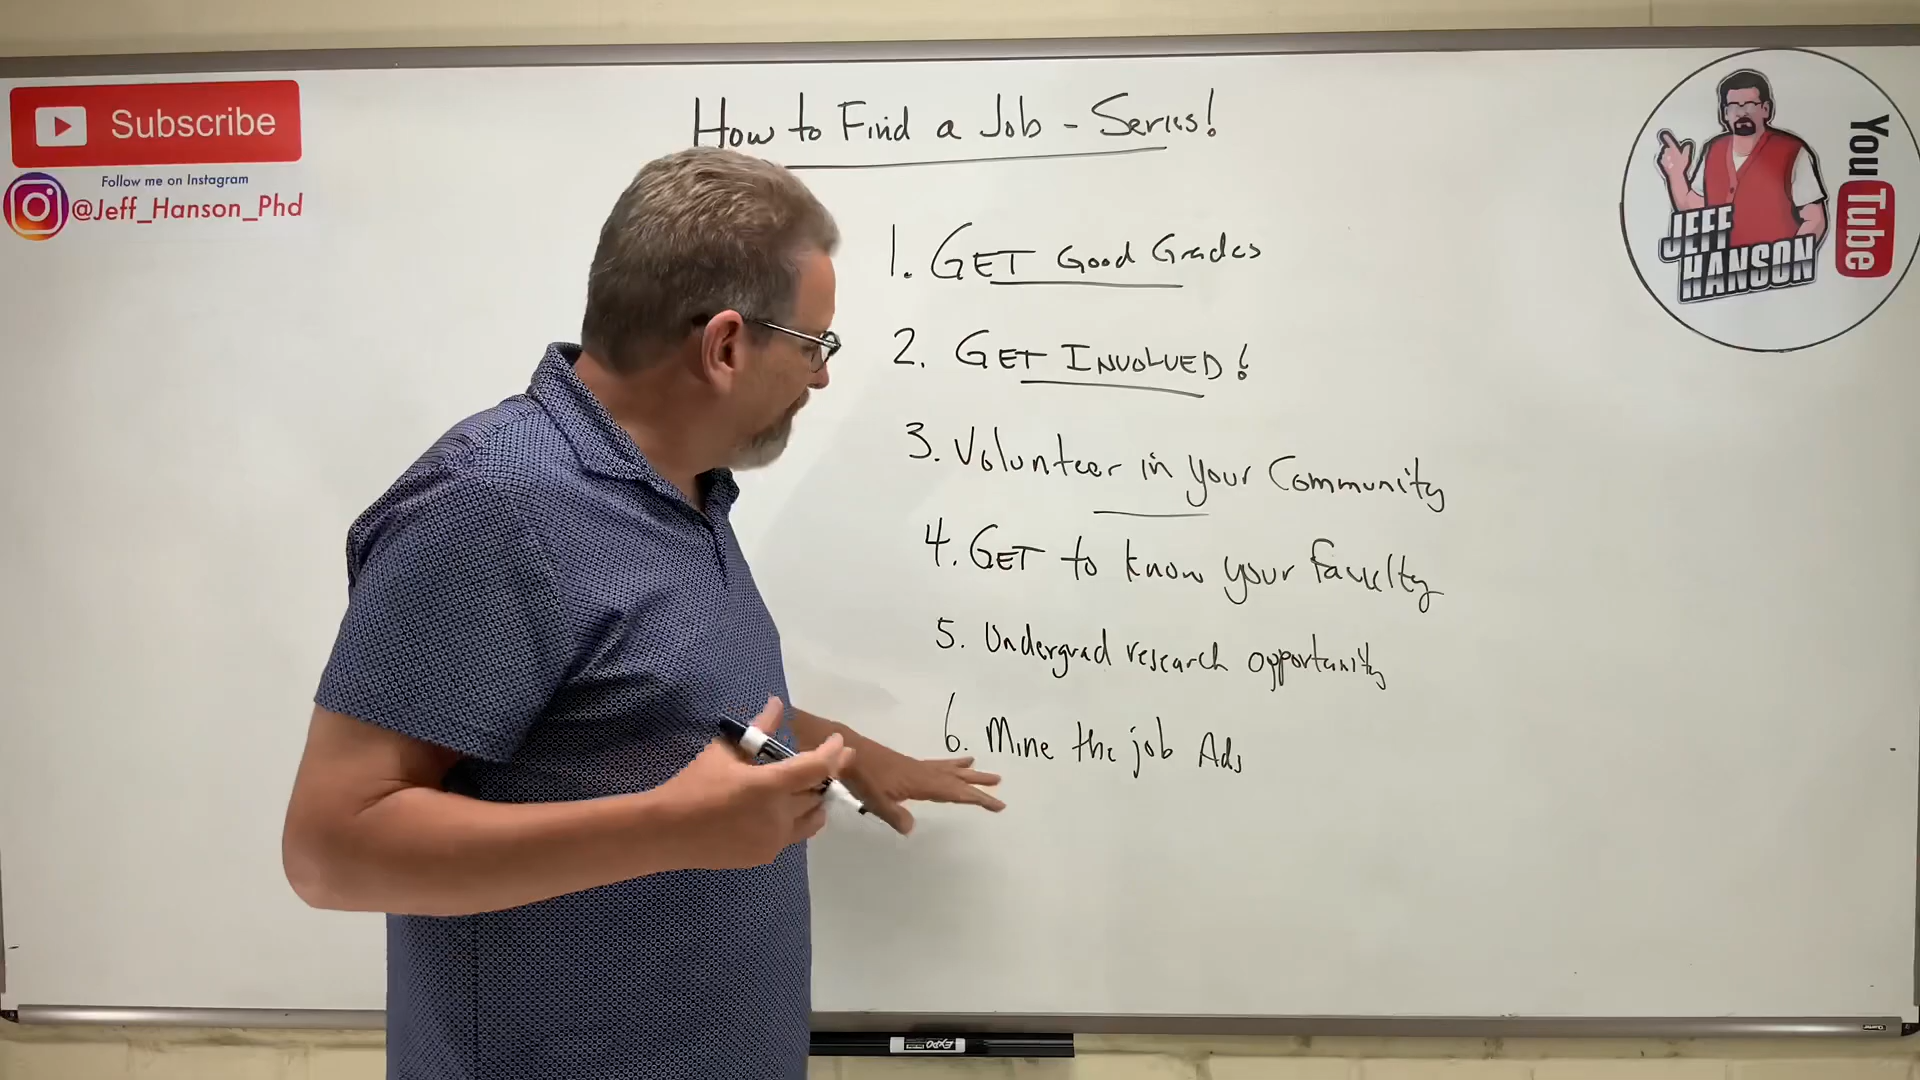 Subscribe
Follow me on Instagram
@Jeff_Hanson_Phd
How to Find a Job - Series!
1. GET Good Grades
2. GET INVOLVED!
3. Volunteer in your Community
4. GET to know your faculty
5. Undergrad research opportunity
6. Mine the job Ads
JEFF
HANSON
YouTube
EXPO